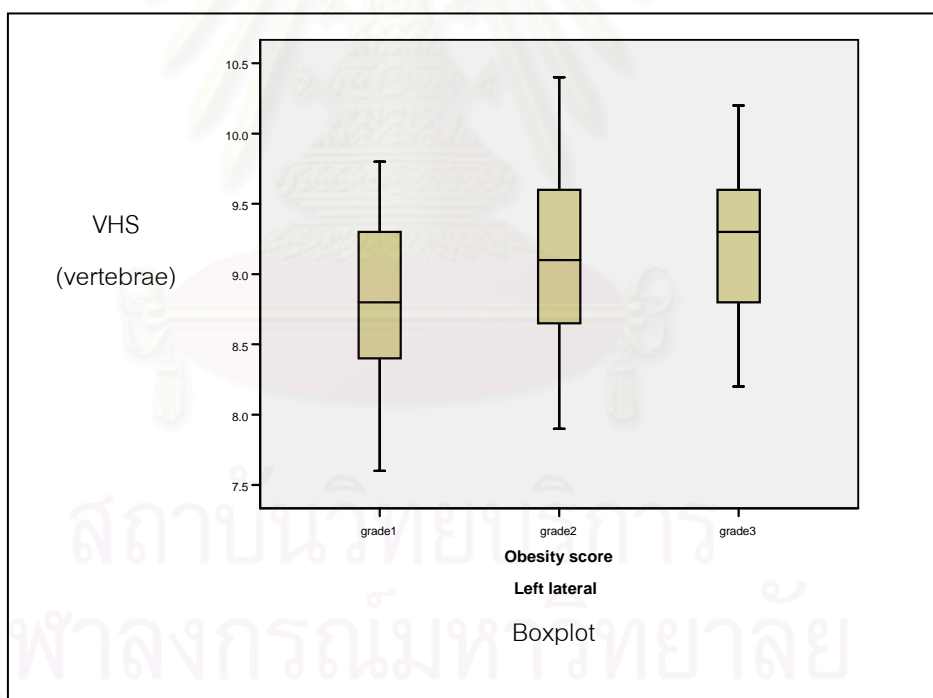 10.5
10.0
9.5
VHS
9.0
(vertebrae)
8.5
8.0
7.5
grade1 grade2 grade3
Obesity score
Left lateral
Boxplot
สถาบันวิทยบริการ
จุฬาลงกรณ์มหาวิทยาลัย